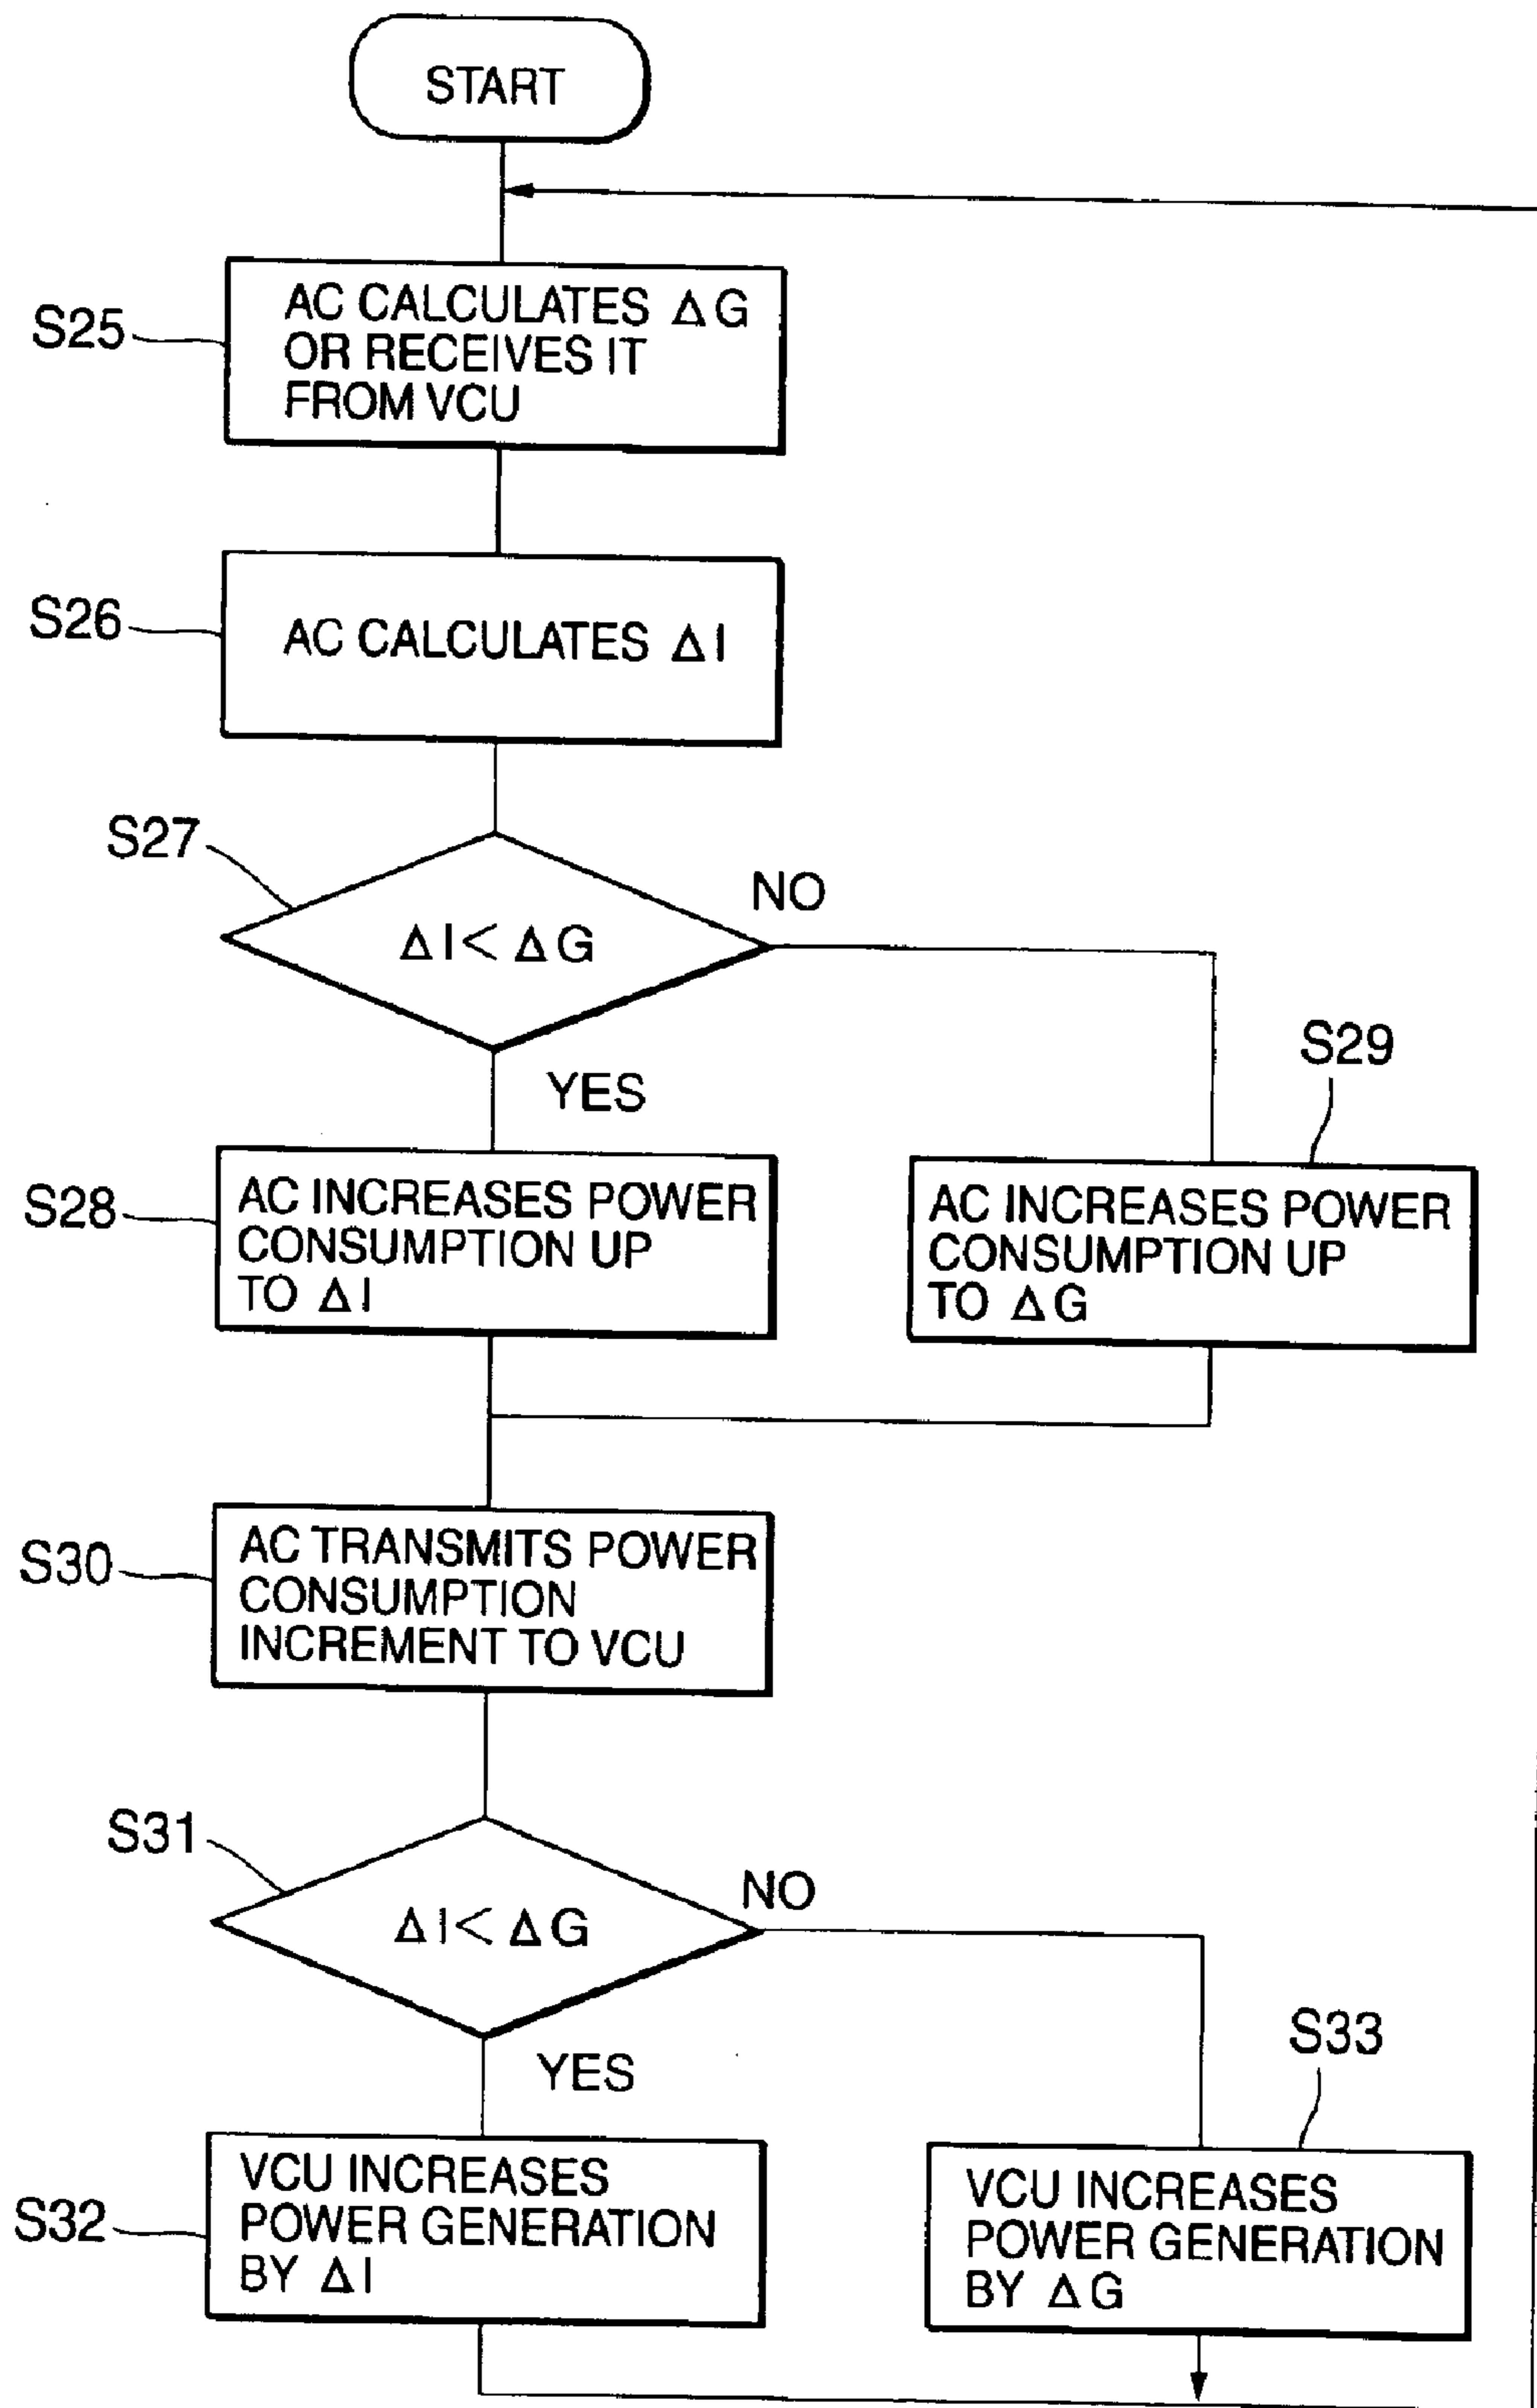 START
S25
AC CALCULATES ΔG
OR RECEIVES IT
FROM VCU
S26
AC CALCULATES ΔI
S27
ΔI< ΔG
NO
YES
S28
AC INCREASES POWER
CONSUMPTION UP
TO ΔI
S29
AC INCREASES POWER
CONSUMPTION UP
TO ΔG
S30
AC TRANSMITS POWER
CONSUMPTION
INCREMENT TO VCU
S31
ΔI< ΔG
NO
YES
S32
VCU INCREASES
POWER GENERATION
BY ΔI
S33
VCU INCREASES
POWER GENERATION
BY ΔG